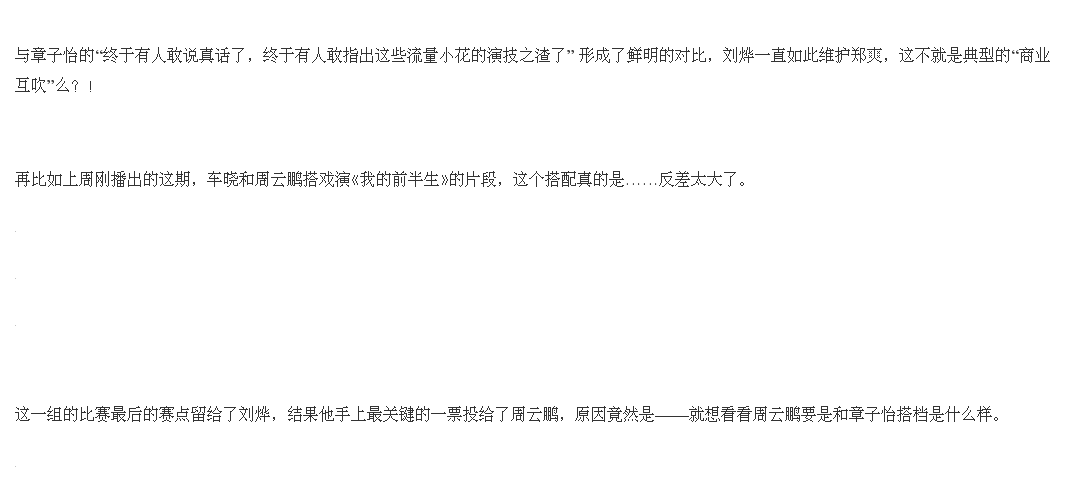 与章子怡的“终于有人敢说真话了，终于有人敢指出这些流量小花的演技之渣了” 形成了鲜明的对比，刘烨一直如此维护郑爽，这不就是典型的“商业
互吹”么？！
再比如上周刚播出的这期，车晓和周云鹏搭戏演《我的前半生》的片段，这个搭配真的是……反差太大了。
这一组的比赛最后的赛点留给了刘烨，结果他手上最关键的一票投给了周云鹏，原因竟然是——就想看看周云鹏要是和章子怡搭档是什么样。